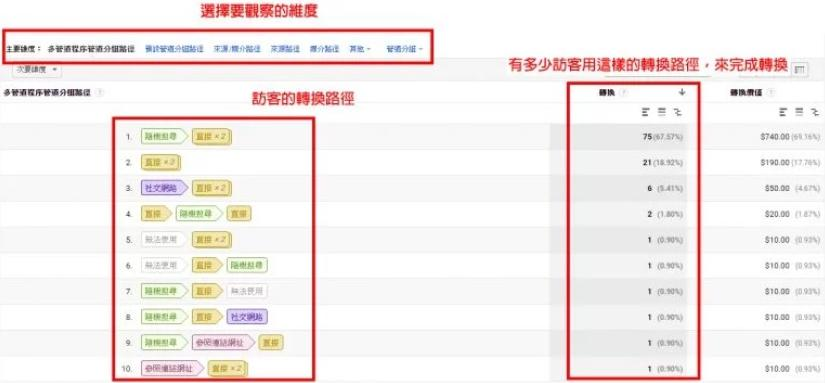 選擇要觀察的維度
主要維度： 多管道程序管道分組路徑 預設管道分組路徑 來源/媒介路徑 來源路徑 媒介路徑 其他 管道分組
次要維度
有多少訪客用這樣的轉換路徑，來完成轉換
訪客的轉換路徑
多管道程序管道分組路徑 ? 轉換 ? ↓ 轉換價值 ?
1. 隨機搜尋 直接 × 2 75 (67.57%) $740.00 (69.16%)
2. 直接 × 2 21 (18.92%) $190.00 (17.76%)
3. 社交網路 直接 × 2 6 (5.41%) $50.00 (4.67%)
4. 直接 隨機搜尋 直接 2 (1.80%) $20.00 (1.87%)
5. 無法使用 直接 × 2 1 (0.90%) $10.00 (0.93%)
6. 無法使用 直接 隨機搜尋 1 (0.90%) $10.00 (0.93%)
7. 隨機搜尋 直接 無法使用 1 (0.90%) $10.00 (0.93%)
8. 隨機搜尋 直接 社交網路 1 (0.90%) $10.00 (0.93%)
9. 隨機搜尋 參照連結網址 直接 1 (0.90%) $10.00 (0.93%)
10. 參照連結網址 直接 × 2 1 (0.90%) $10.00 (0.93%)